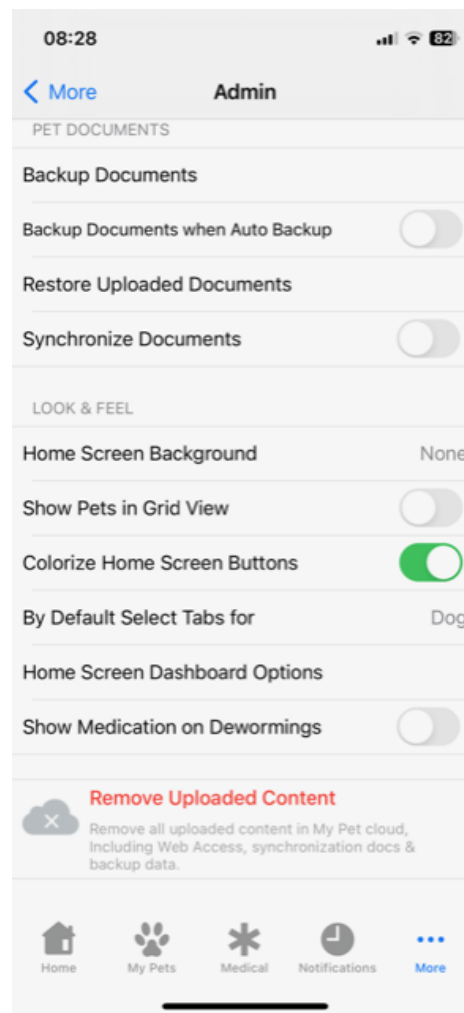 08:28
82
More
Admin
PET DOCUMENTS
Backup Documents
Backup Documents when Auto Backup
Restore Uploaded Documents
Synchronize Documents
LOOK & FEEL
Home Screen Background
None
Show Pets in Grid View
Colorize Home Screen Buttons
By Default Select Tabs for
Dog
Home Screen Dashboard Options
Show Medication on Dewormings
Remove Uploaded Content
Remove all uploaded content in My Pet cloud,
Including Web Access, synchronization docs &
backup data.
Home
My Pets
Medical
Notifications
More